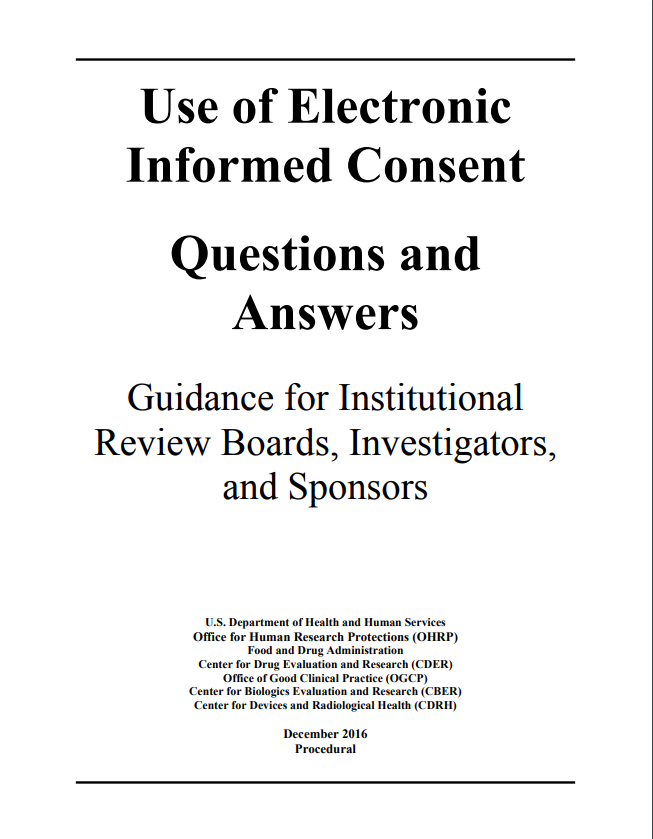 Use of Electronic
Informed Consent
Questions and
Answers
Guidance for Institutional
Review Boards, Investigators,
and Sponsors
U.S. Department of Health and Human Services
Office for Human Research Protections (OHRP)
Food and Drug Administration
Center for Drug Evaluation and Research (CDER)
Office of Good Clinical Practice (OGCP)
Center for Biologics Evaluation and Research (CBER)
Center for Devices and Radiological Health (CDRH)
December 2016
Procedural